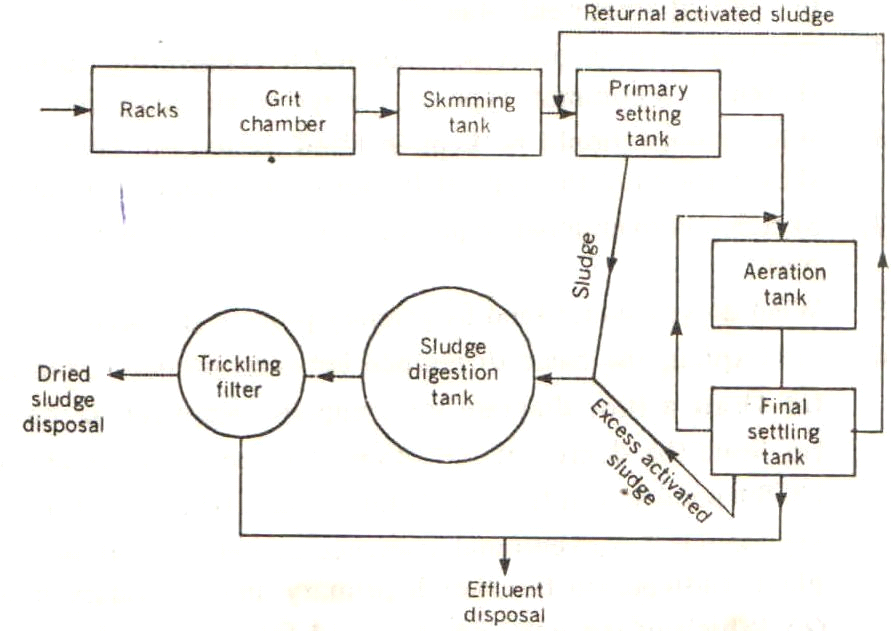 Returnal activated sludge
Racks
Grit
chamber
Skmming
tank
Primary
setting
tank
Sludge
Aeration
tank
Sludge
digestion
tank
Trickling
filter
Dried
sludge
disposal
Excess activated
sludge
Final
settling
tank
Effluent
disposal